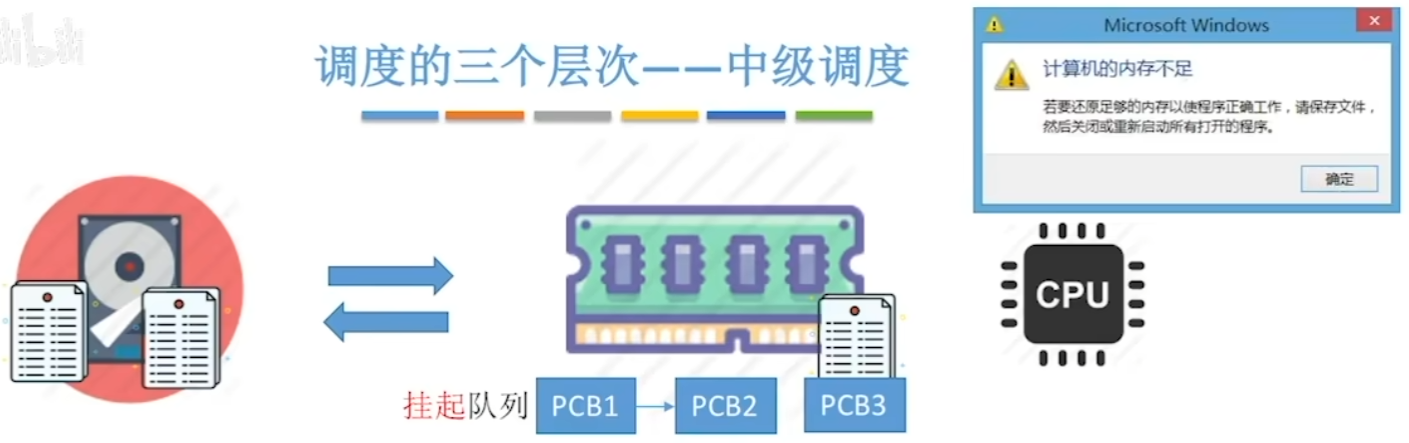 调度的三个层次——中级调度
Microsoft Windows
计算机的内存不足
若要还原足够的内存以使程序正确工作，请保存文件，
然后关闭或重新启动所有打开的程序。
确定
CPU
挂起队列 PCB1 PCB2 PCB3